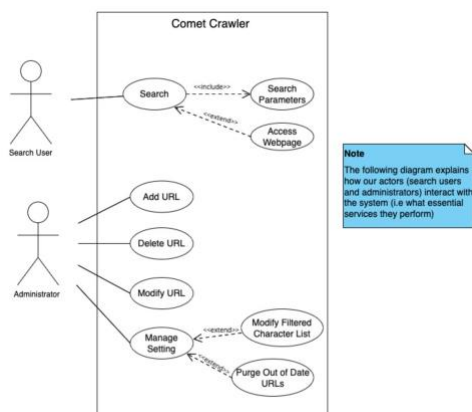 Comet Crawler
Search
<<include>>
Search
Parameters
<<extend>>
Access
Webpage
Search User
Note
The following diagram explains
how our actors (search users
and administrators) interact with
the system (i.e what essential
services they perform)
Add URL
Delete URL
Administrator
Modify URL
Manage
Setting
<<extend>>
Modify Filtered
Character List
<<extend>>
Purge Out of Date
URLs